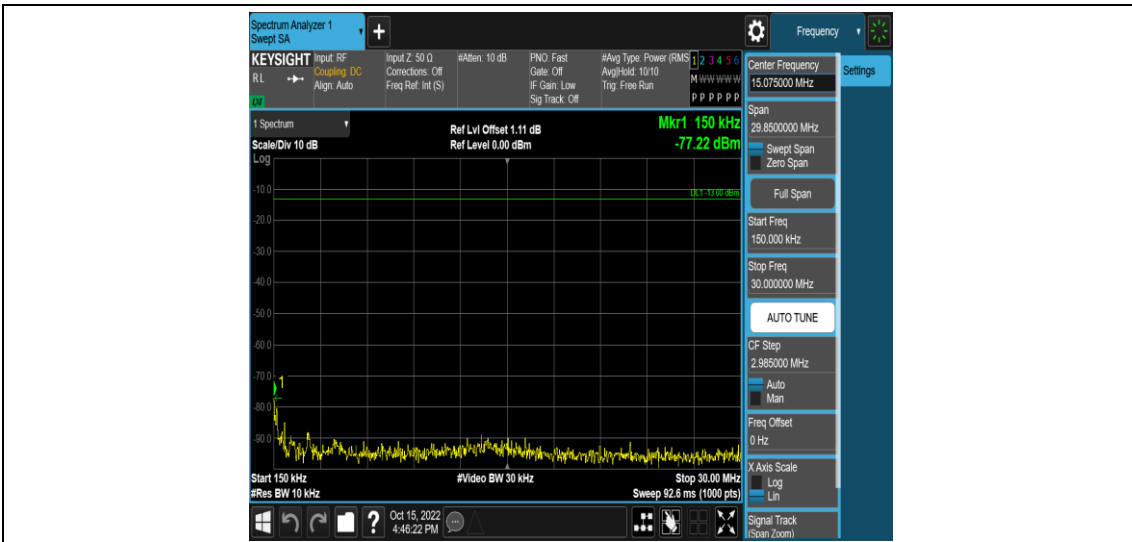 Spectrum Analyzer 1
Swept SA
+
Frequency
KEYSIGHT
RL
LXI
Input: RF
Coupling: DC
Align: Auto
Input Z: 50 Ω
Corrections: Off
Freq Ref: Int (S)
#Atten: 10 dB
PNO: Fast
Gate: Off
IF Gain: Low
Sig Track: Off
#Avg Type: Power (RMS
Avg|Hold: 10/10
Trig: Free Run
1 2 3 4 5 6
M W W W W W
P P P P P P
1 Spectrum
Scale/Div 10 dB
Log
Ref Lvl Offset 1.11 dB
Ref Level 0.00 dBm
Mkr1 150 kHz
-77.22 dBm
DL1 -13.00 dBm
-10.0
-20.0
-30.0
-40.0
-50.0
-60.0
-70.0
1
-80.0
-90.0
Start 150 kHz
#Video BW 30 kHz
Stop 30.00 MHz
#Res BW 10 kHz
Sweep 92.6 ms (1000 pts)
?
Oct 15, 2022
4:46:22 PM
Center Frequency
15.075000 MHz
Settings
Span
29.8500000 MHz
Swept Span
Zero Span
Full Span
Start Freq
150.000 kHz
Stop Freq
30.000000 MHz
AUTO TUNE
CF Step
2.985000 MHz
Auto
Man
Freq Offset
0 Hz
X Axis Scale
Log
Lin
Signal Track
(Span Zoom)